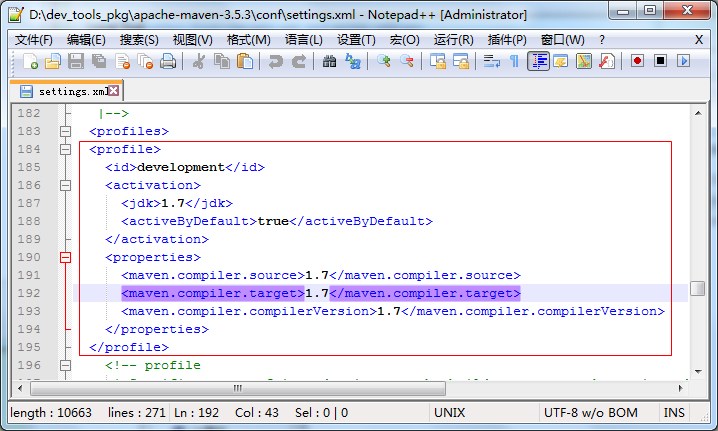 D:\dev_tools_pkg\apache-maven-3.5.3\conf\settings.xml - Notepad++ [Administrator]
文件(F) 编辑(E) 搜索(S) 视图(V) 格式(M) 语言(L) 设置(T) 宏(O) 运行(R) 插件(P) 窗口(W) ? X
settings.xml
182 |-->
183 <profiles>
184 <profile>
185 <id>development</id>
186 <activation>
187 <jdk>1.7</jdk>
188 <activeByDefault>true</activeByDefault>
189 </activation>
190 <properties>
191 <maven.compiler.source>1.7</maven.compiler.source>
192 <maven.compiler.target>1.7</maven.compiler.target>
193 <maven.compiler.compilerVersion>1.7</maven.compiler.compilerVersion>
194 </properties>
195 </profile>
196 <!-- profile
length : 10663 lines : 271 Ln : 192 Col : 43 Sel : 0 | 0 UNIX UTF-8 w/o BOM INS